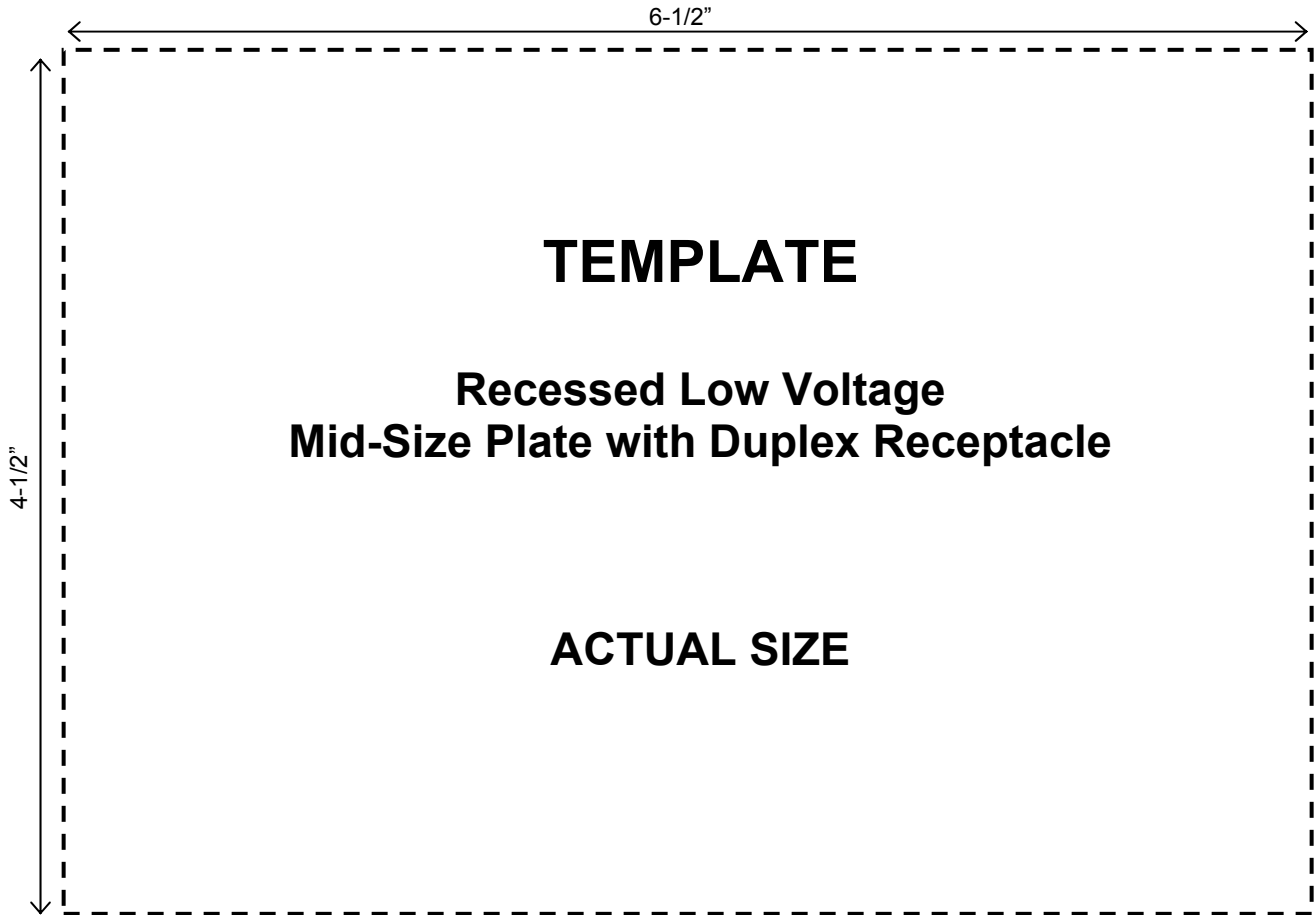 6-1/2”
4-1/2”
TEMPLATE
Recessed Low Voltage
Mid-Size Plate with Duplex Receptacle
ACTUAL SIZE